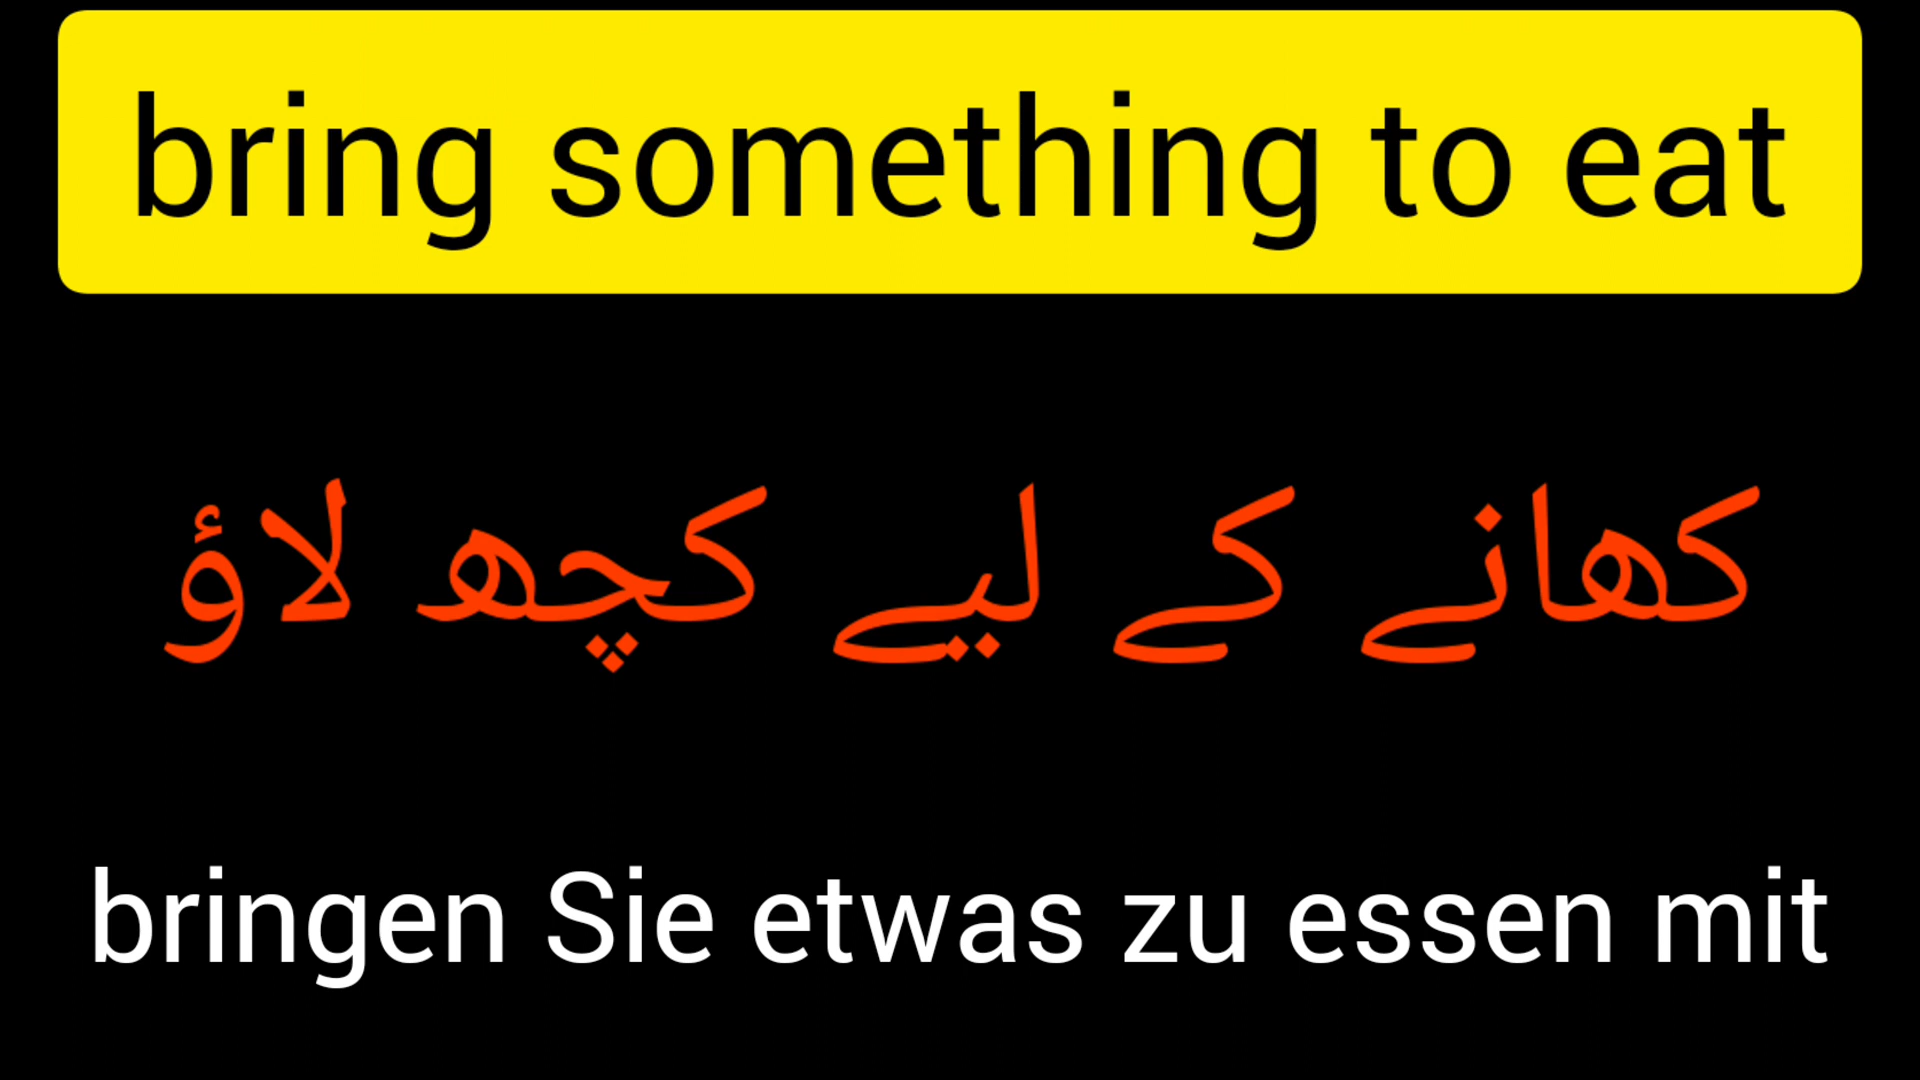 bring something to eat
کھانے کے لیے کچھ لاؤ
bringen Sie etwas zu essen mit